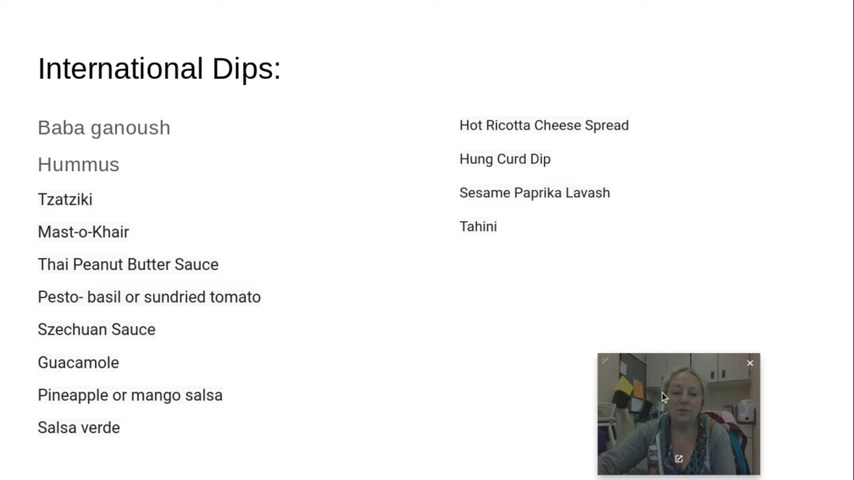 International Dips:
Baba ganoush
Hummus
Tzatziki
Mast-o-Khair
Thai Peanut Butter Sauce
Pesto- basil or sundried tomato
Szechuan Sauce
Guacamole
Pineapple or mango salsa
Salsa verde
Hot Ricotta Cheese Spread
Hung Curd Dip
Sesame Paprika Lavash
Tahini